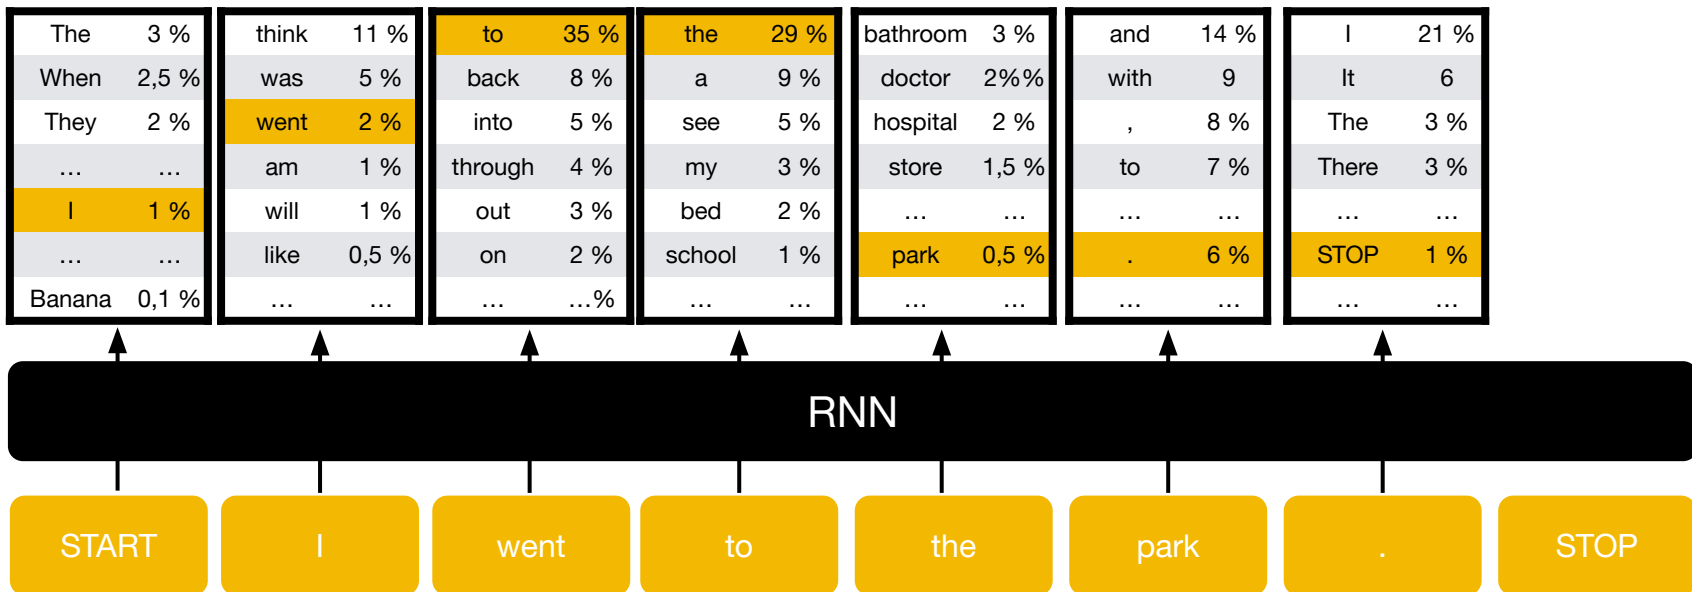 The 3 % think 11 % to 35 % the 29 % bathroom 3 % and 14 % I 21 %
When 2,5 % was 5 % back 8 % a 9 % doctor 2%% with 9 It 6
They 2 % went 2 % into 5 % see 5 % hospital 2 % , 8 % The 3 %
... ... am 1 % through 4 % my 3 % store 1,5 % to 7 % There 3 %
I 1 % will 1 % out 3 % bed 2 % ... ... ... ... ... ...
... ... like 0,5 % on 2 % school 1 % park 0,5 % . 6 % STOP 1 %
Banana 0,1 % ... ... ... ...% ... ... ... ... ... ... ... ...
RNN
START I went to the park . STOP